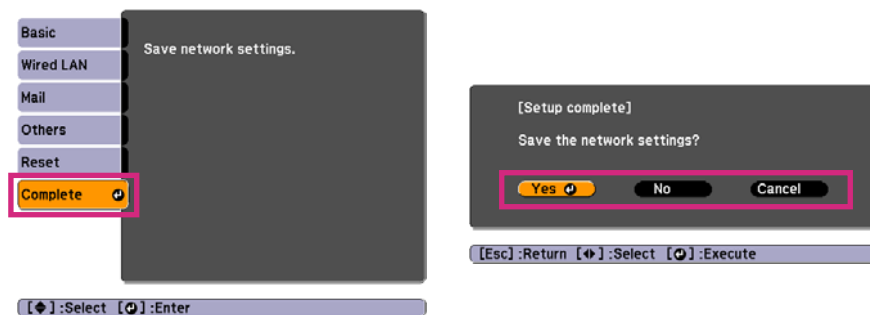 Basic
Wired LAN
Mail
Others
Reset
Complete
Save network settings.
[◆] :Select [⏎] :Enter
[Setup complete]
Save the network settings?
Yes No Cancel
[Esc] :Return [◆] :Select [⏎] :Execute